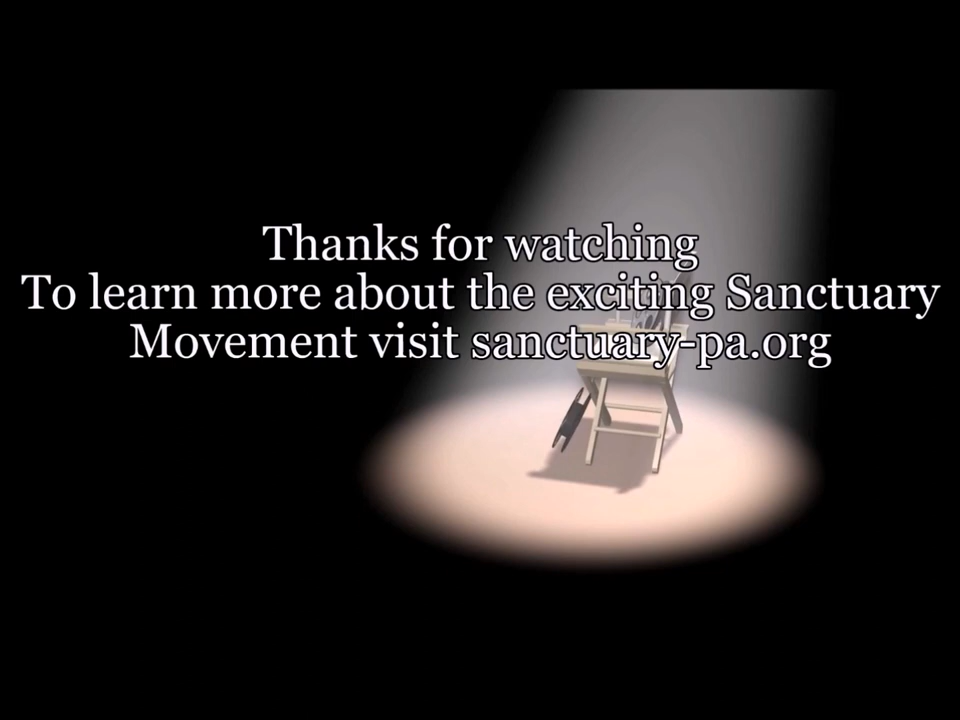 Thanks for watching
To learn more about the exciting Sanctuary
Movement visit sanctuary-pa.org